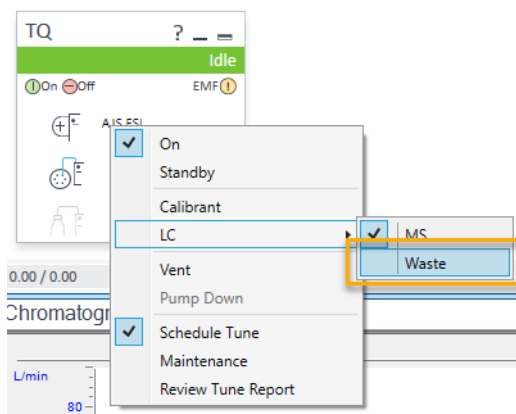 TQ ?
Idle
On Off EMF
AJS ESI
On
Standby
Calibrant
LC
MS
Waste
0.00 / 0.00
Vent
Pump Down
Chromatogr
Schedule Tune
Maintenance
L/min
Review Tune Report
80